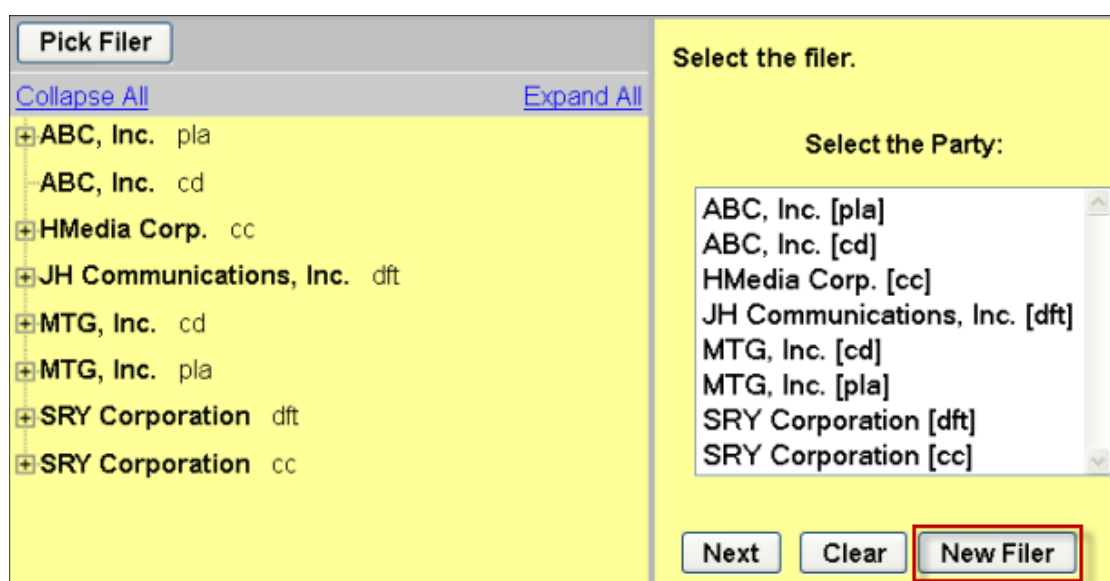 Pick Filer
Collapse All Expand All
ABC, Inc. pla
ABC, Inc. cd
HMedia Corp. cc
JH Communications, Inc. dft
MTG, Inc. cd
MTG, Inc. pla
SRY Corporation dft
SRY Corporation cc
Select the filer.
Select the Party:
ABC, Inc. [pla]
ABC, Inc. [cd]
HMedia Corp. [cc]
JH Communications, Inc. [dft]
MTG, Inc. [cd]
MTG, Inc. [pla]
SRY Corporation [dft]
SRY Corporation [cc]
Next Clear New Filer